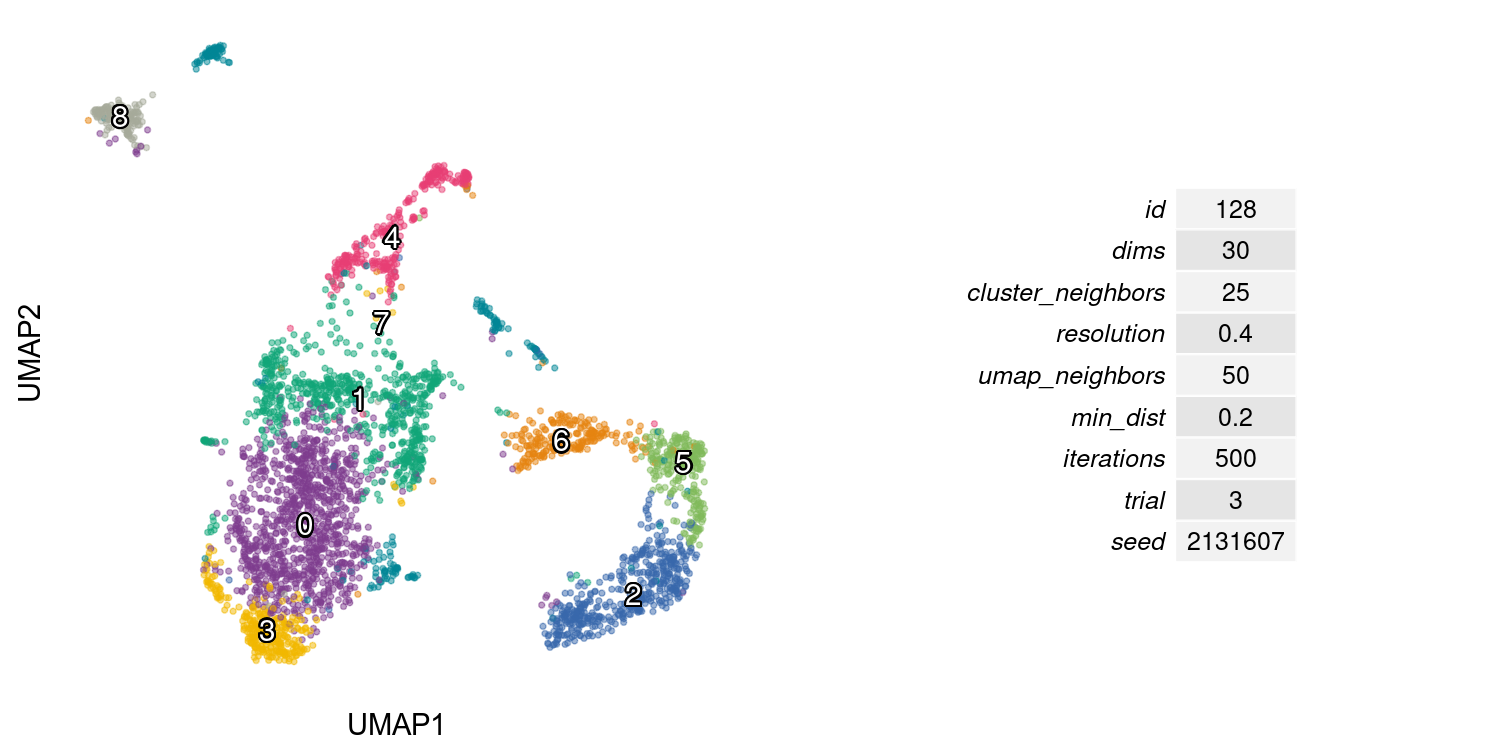 8
4
7
1
6
5
0
2
3
UMAP1
UMAP2
id 128
dims 30
cluster_neighbors 25
resolution 0.4
umap_neighbors 50
min_dist 0.2
iterations 500
trial 3
seed 2131607